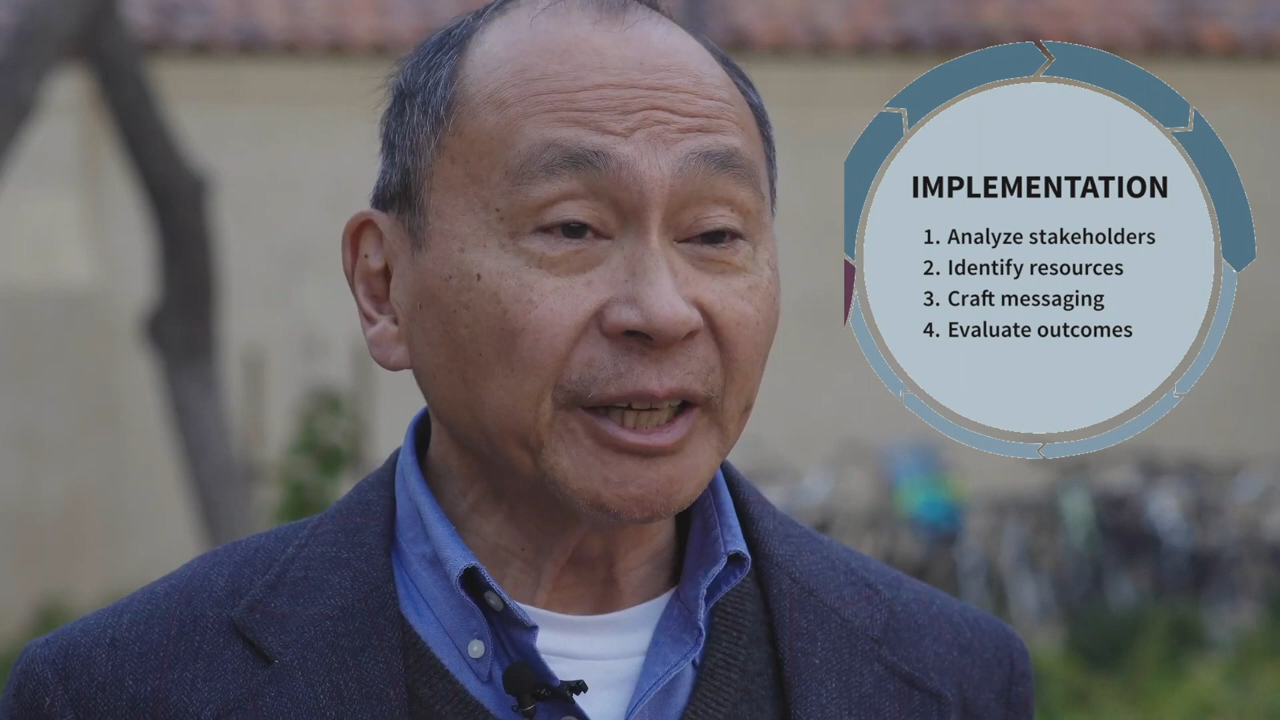 IMPLEMENTATION
1. Analyze stakeholders
2. Identify resources
3. Craft messaging
4. Evaluate outcomes